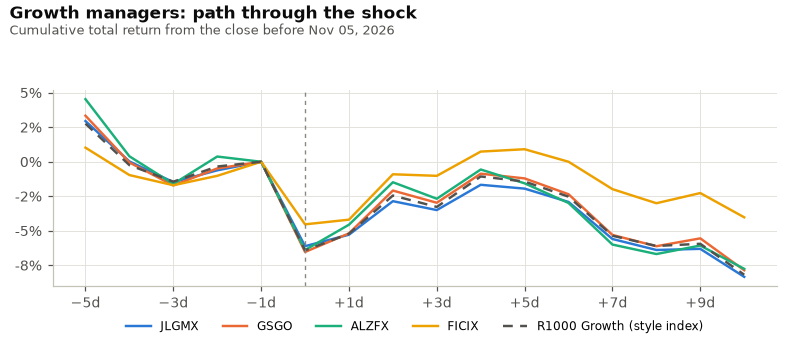 Growth managers: path through the shock
Cumulative total return from the close before Nov 05, 2026
5%
2%
0%
-2%
-5%
-8%
−5d
−3d
−1d
+1d
+3d
+5d
+7d
+9d
JLGMX
GSGO
ALZFX
FICIX
R1000 Growth (style index)